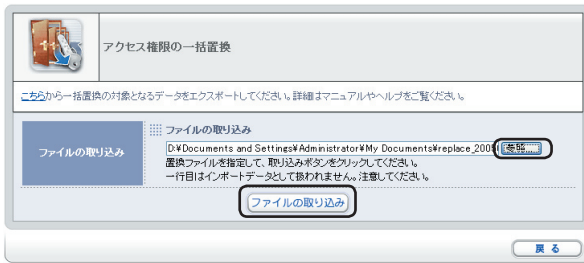 アクセス権限の一括置換
こちらから一括置換の対象となるデータをエクスポートしてください。詳細はマニュアルやヘルプをご覧ください。
ファイルの取り込み
ファイルの取り込み
D:¥Documents and Settings¥Administrator¥My Documents¥replace_2005 参照...
置換ファイルを指定して、取り込みボタンをクリックしてください。
一行目はインポートデータとして扱われません。注意してください。
ファイルの取り込み
戻る